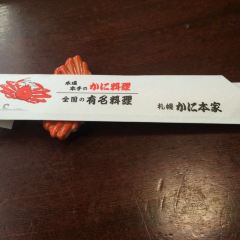 本場
本手の かに料理
全国の 有名料理
札幌 かに本家